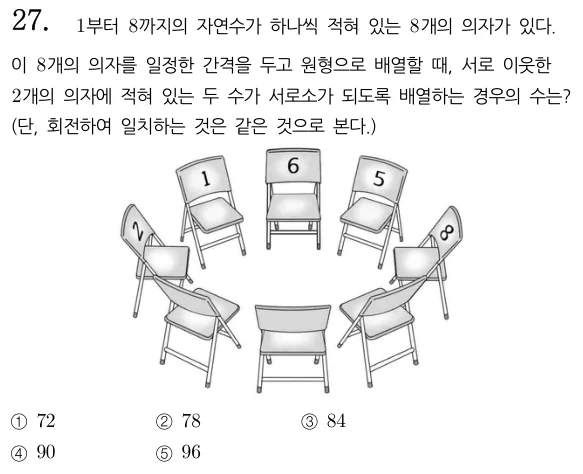 27. 1부터 8까지의 자연수가 하나씩 적혀 있는 8개의 의자가 있다.
이 8개의 의자를 일정한 간격을 두고 원형으로 배열할 때, 서로 이웃한
2개의 의자에 적혀 있는 두 수가 서로소가 되도록 배열하는 경우의 수는?
(단, 회전하여 일치하는 것은 같은 것으로 본다.)
1 6 5
2 8
① 72 ② 78 ③ 84
④ 90 ⑤ 96